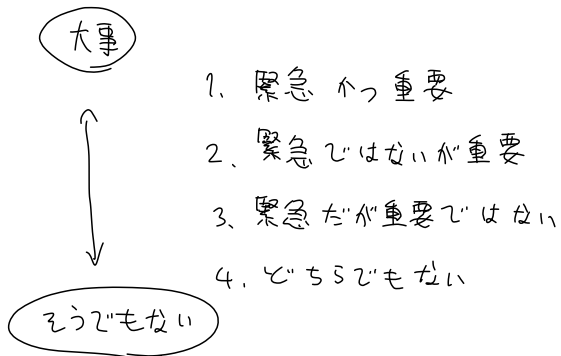 大事
1. 緊急かつ重要
2. 緊急ではないが重要
3. 緊急だが重要ではない
4. どちらでもない
そうでもない